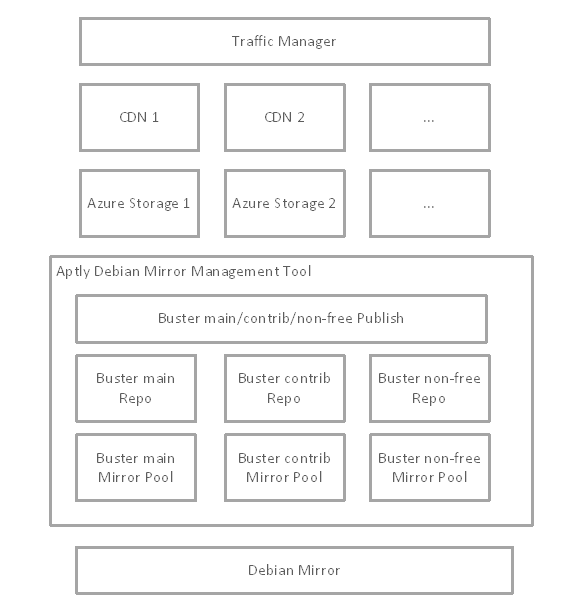 Traffic Manager
CDN 1
CDN 2
...
Azure Storage 1
Azure Storage 2
...
Aptly Debian Mirror Management Tool
Buster main/contrib/non-free Publish
Buster main
Repo
Buster contrib
Repo
Buster non-free
Repo
Buster main
Mirror Pool
Buster contrib
Mirror Pool
Buster non-free
Mirror Pool
Debian Mirror